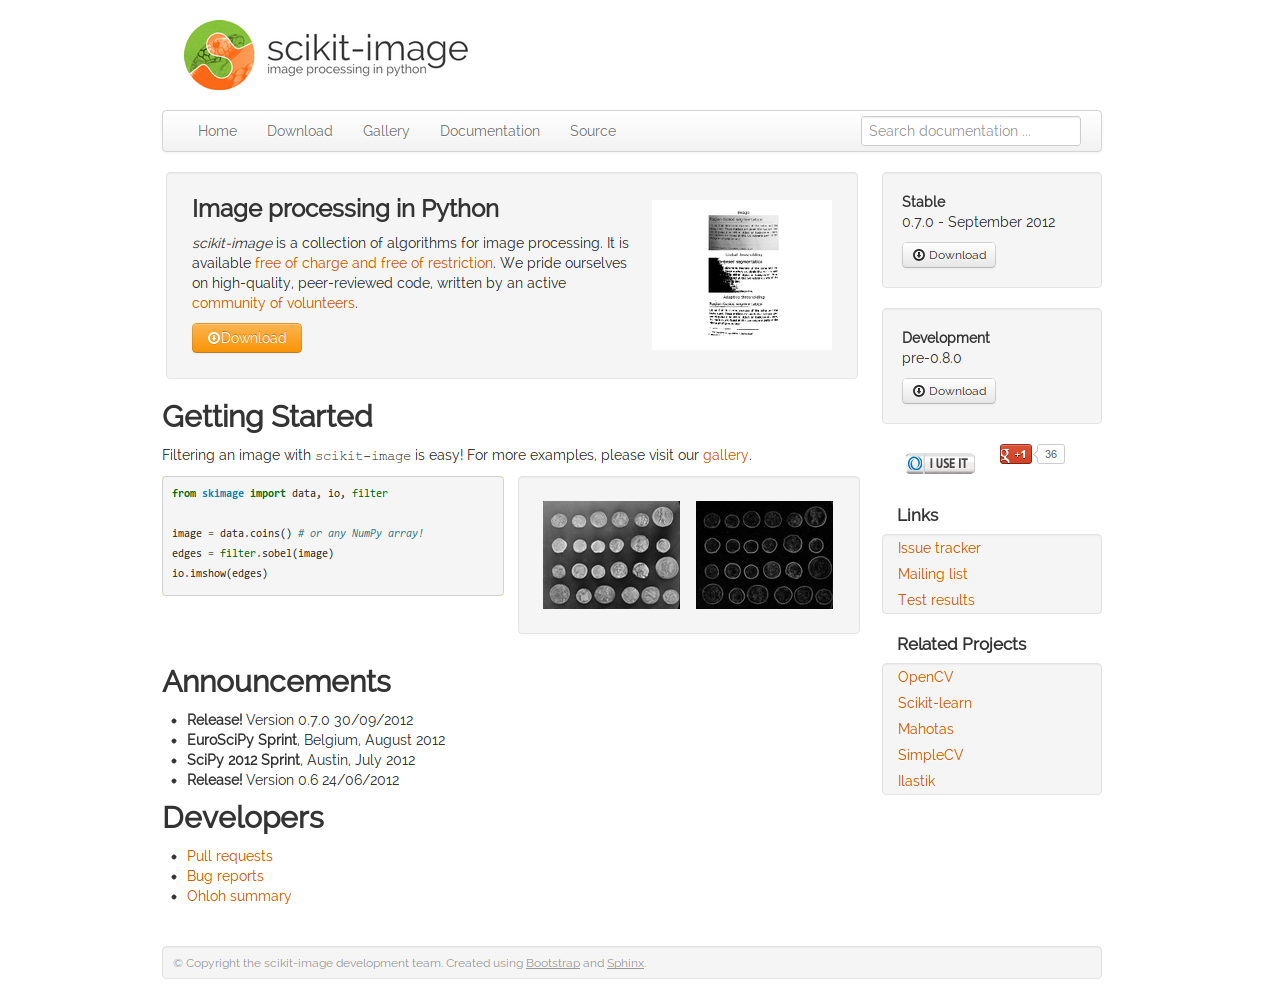 scikit-image
image processing in python
Home Download Gallery Documentation Source Search documentation ...
Image processing in Python
scikit-image is a collection of algorithms for image processing. It is
available free of charge and free of restriction. We pride ourselves
on high-quality, peer-reviewed code, written by an active
community of volunteers.
Download
Image
Adaptive thresholding
Stable
0.7.0 - September 2012
Download
Development
pre-0.8.0
Download
Getting Started
Filtering an image with scikit-image is easy! For more examples, please visit our gallery.
from skimage import data, io, filter
image = data.coins() # or any NumPy array!
edges = filter.sobel(image)
io.imshow(edges)
I USE IT
g +1 36
Links
Issue tracker
Mailing list
Test results
Related Projects
OpenCV
Scikit-learn
Mahotas
SimpleCV
Ilastik
Announcements
• Release! Version 0.7.0 30/09/2012
• EuroSciPy Sprint, Belgium, August 2012
• SciPy 2012 Sprint, Austin, July 2012
• Release! Version 0.6 24/06/2012
Developers
• Pull requests
• Bug reports
• Ohloh summary
© Copyright the scikit-image development team. Created using Bootstrap and Sphinx.